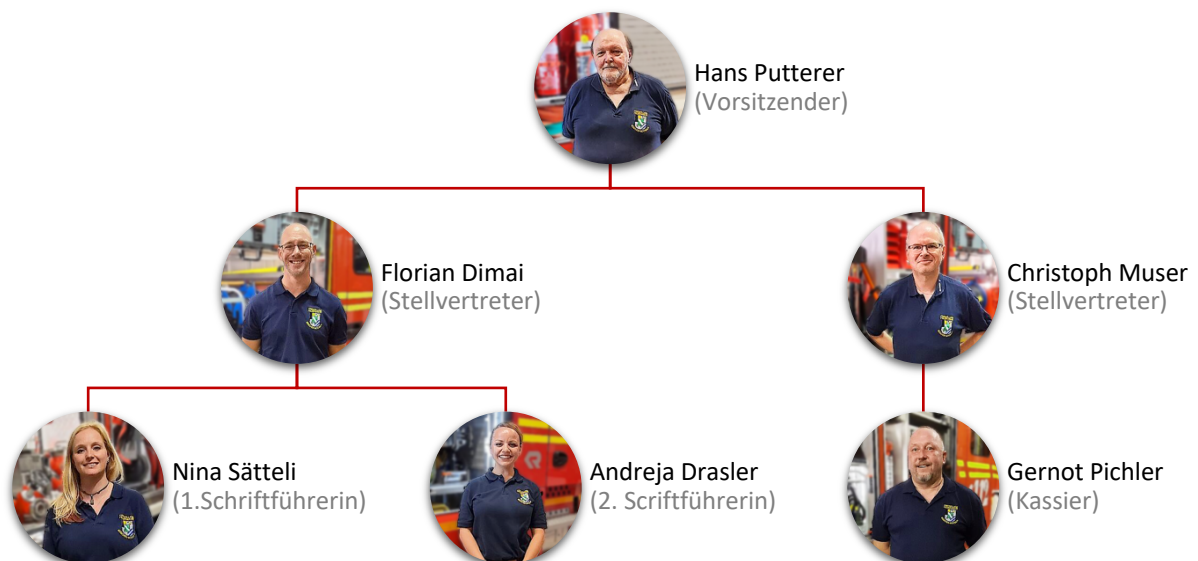 Hans Putterer
(Vorsitzender)
Florian Dimai
(Stellvertreter)
Christoph Muser
(Stellvertreter)
Nina Sätteli
(1.Schriftführerin)
Andreja Drasler
(2. Scriftführerin)
Gernot Pichler
(Kassier)